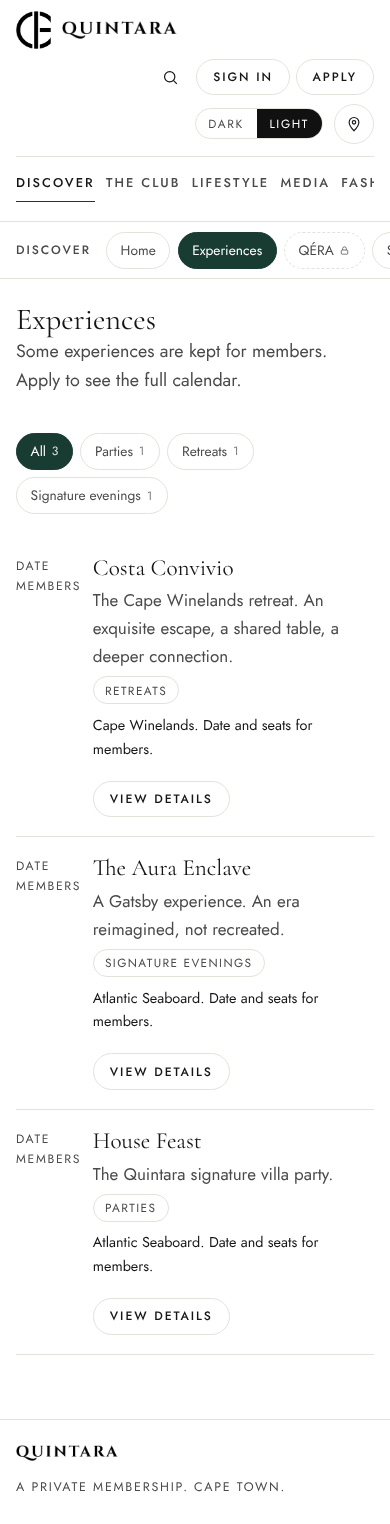 QUINTARA
SIGN IN APPLY
DARK LIGHT
DISCOVER THE CLUB LIFESTYLE MEDIA FASH
DISCOVER Home Experiences QÉRA S
Experiences
Some experiences are kept for members.
Apply to see the full calendar.
All 3 Parties 1 Retreats 1
Signature evenings 1
DATE
MEMBERS
Costa Convivio
The Cape Winelands retreat. An
exquisite escape, a shared table, a
deeper connection.
RETREATS
Cape Winelands. Date and seats for
members.
VIEW DETAILS
DATE
MEMBERS
The Aura Enclave
A Gatsby experience. An era
reimagined, not recreated.
SIGNATURE EVENINGS
Atlantic Seaboard. Date and seats for
members.
VIEW DETAILS
DATE
MEMBERS
House Feast
The Quintara signature villa party.
PARTIES
Atlantic Seaboard. Date and seats for
members.
VIEW DETAILS
QUINTARA
A PRIVATE MEMBERSHIP. CAPE TOWN.